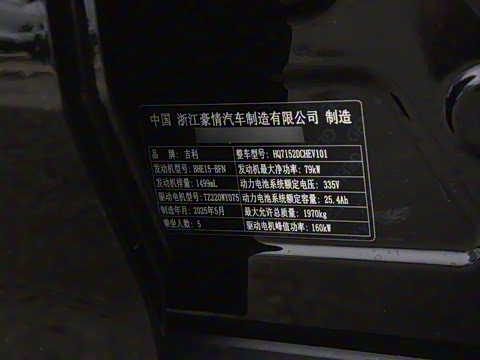 中国 浙江豪情汽车制造有限公司 制造
品 牌: 吉利 整车型号: HQ7152DCHEV101
发动机型号: BHE15-BFN 发动机最大净功率: 79kW
发动机排量: 1499mL 动力电池系统额定电压: 335V
驱动电机型号: TZ220WY075 动力电池系统额定容量: 25.4Ah
制造年月: 2025年5月 最大允许总质量: 1970kg
乘坐人数: 5 驱动电机峰值功率: 160kW